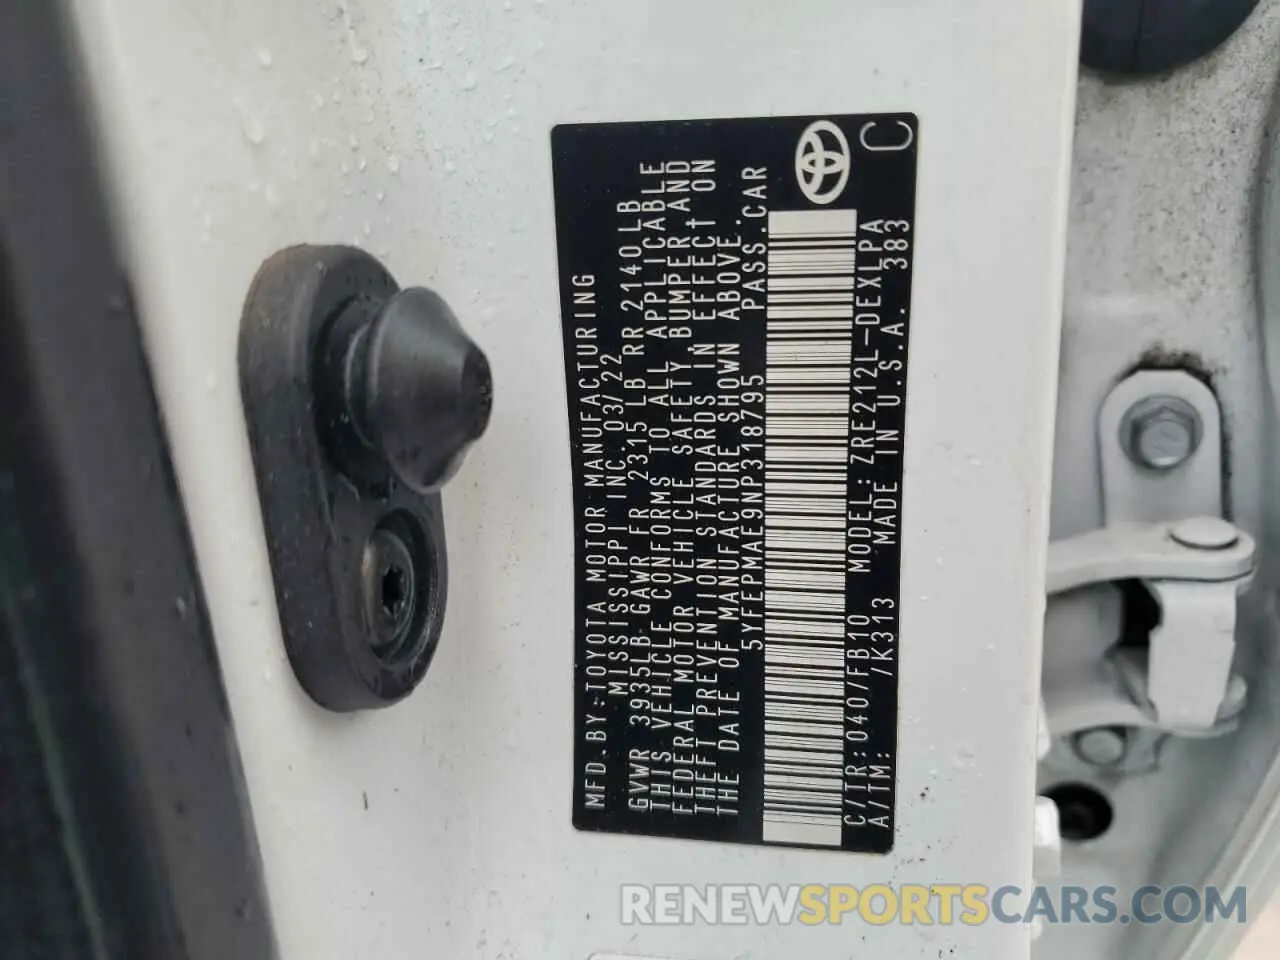 MFD. BY: TOYOTA MOTOR MANUFACTURING
MISSISSIPPI INC. 03/22
GVWR 3935LB GAWR FR 2315 LB RR 2140 LB
THIS VEHICLE CONFORMS TO ALL APPLICABLE
FEDERAL MOTOR VEHICLE SAFETY, BUMPER AND
THEFT PREVENTION STANDARDS IN EFFECT ON
THE DATE OF MANUFACTURE SHOWN ABOVE.
5YFEPMAE9NP318795 PASS.CAR
C/TR: 040/FB10 MODEL: ZRE212L-DEXLPA
A/TM: /K313 MADE IN U.S.A. 383
C
RENEWSPORTSCARS.COM